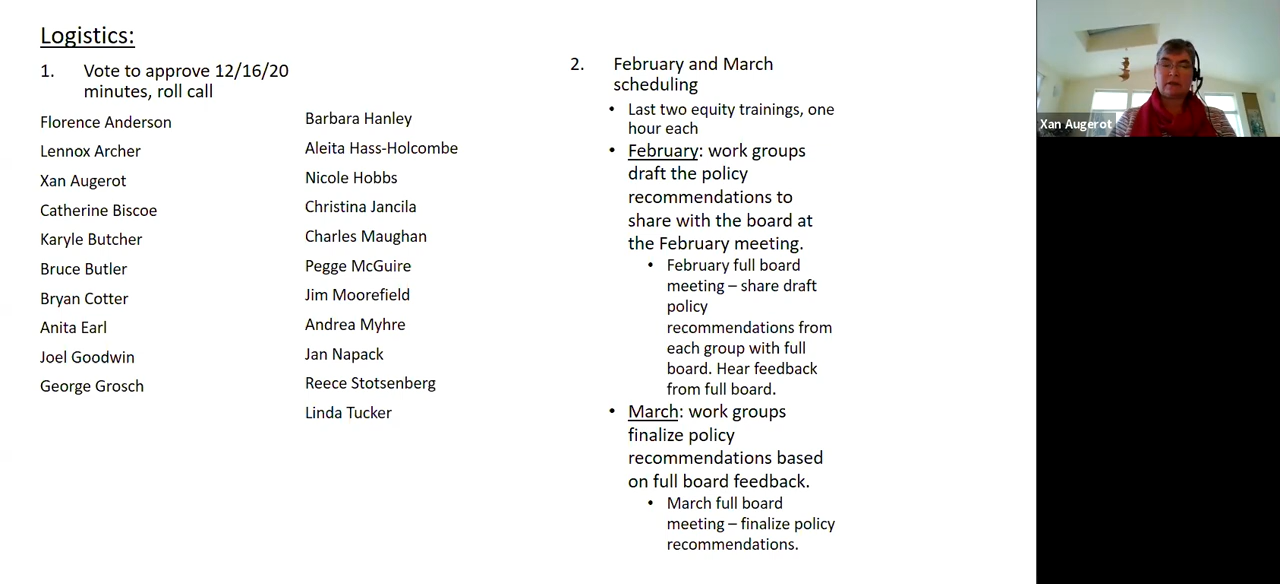 Logistics:
1. Vote to approve 12/16/20
minutes, roll call
Florence Anderson
Lennox Archer
Xan Augerot
Catherine Biscoe
Karyle Butcher
Bruce Butler
Bryan Cotter
Anita Earl
Joel Goodwin
George Grosch
Barbara Hanley
Aleita Hass-Holcombe
Nicole Hobbs
Christina Jancila
Charles Maughan
Pegge McGuire
Jim Moorefield
Andrea Myhre
Jan Napack
Reece Stotsenberg
Linda Tucker
2. February and March
scheduling
• Last two equity trainings, one
hour each
• February: work groups
draft the policy
recommendations to
share with the board at
the February meeting.
• February full board
meeting – share draft
policy
recommendations from
each group with full
board. Hear feedback
from full board.
• March: work groups
finalize policy
recommendations based
on full board feedback.
• March full board
meeting – finalize policy
recommendations.
Xan Augerot